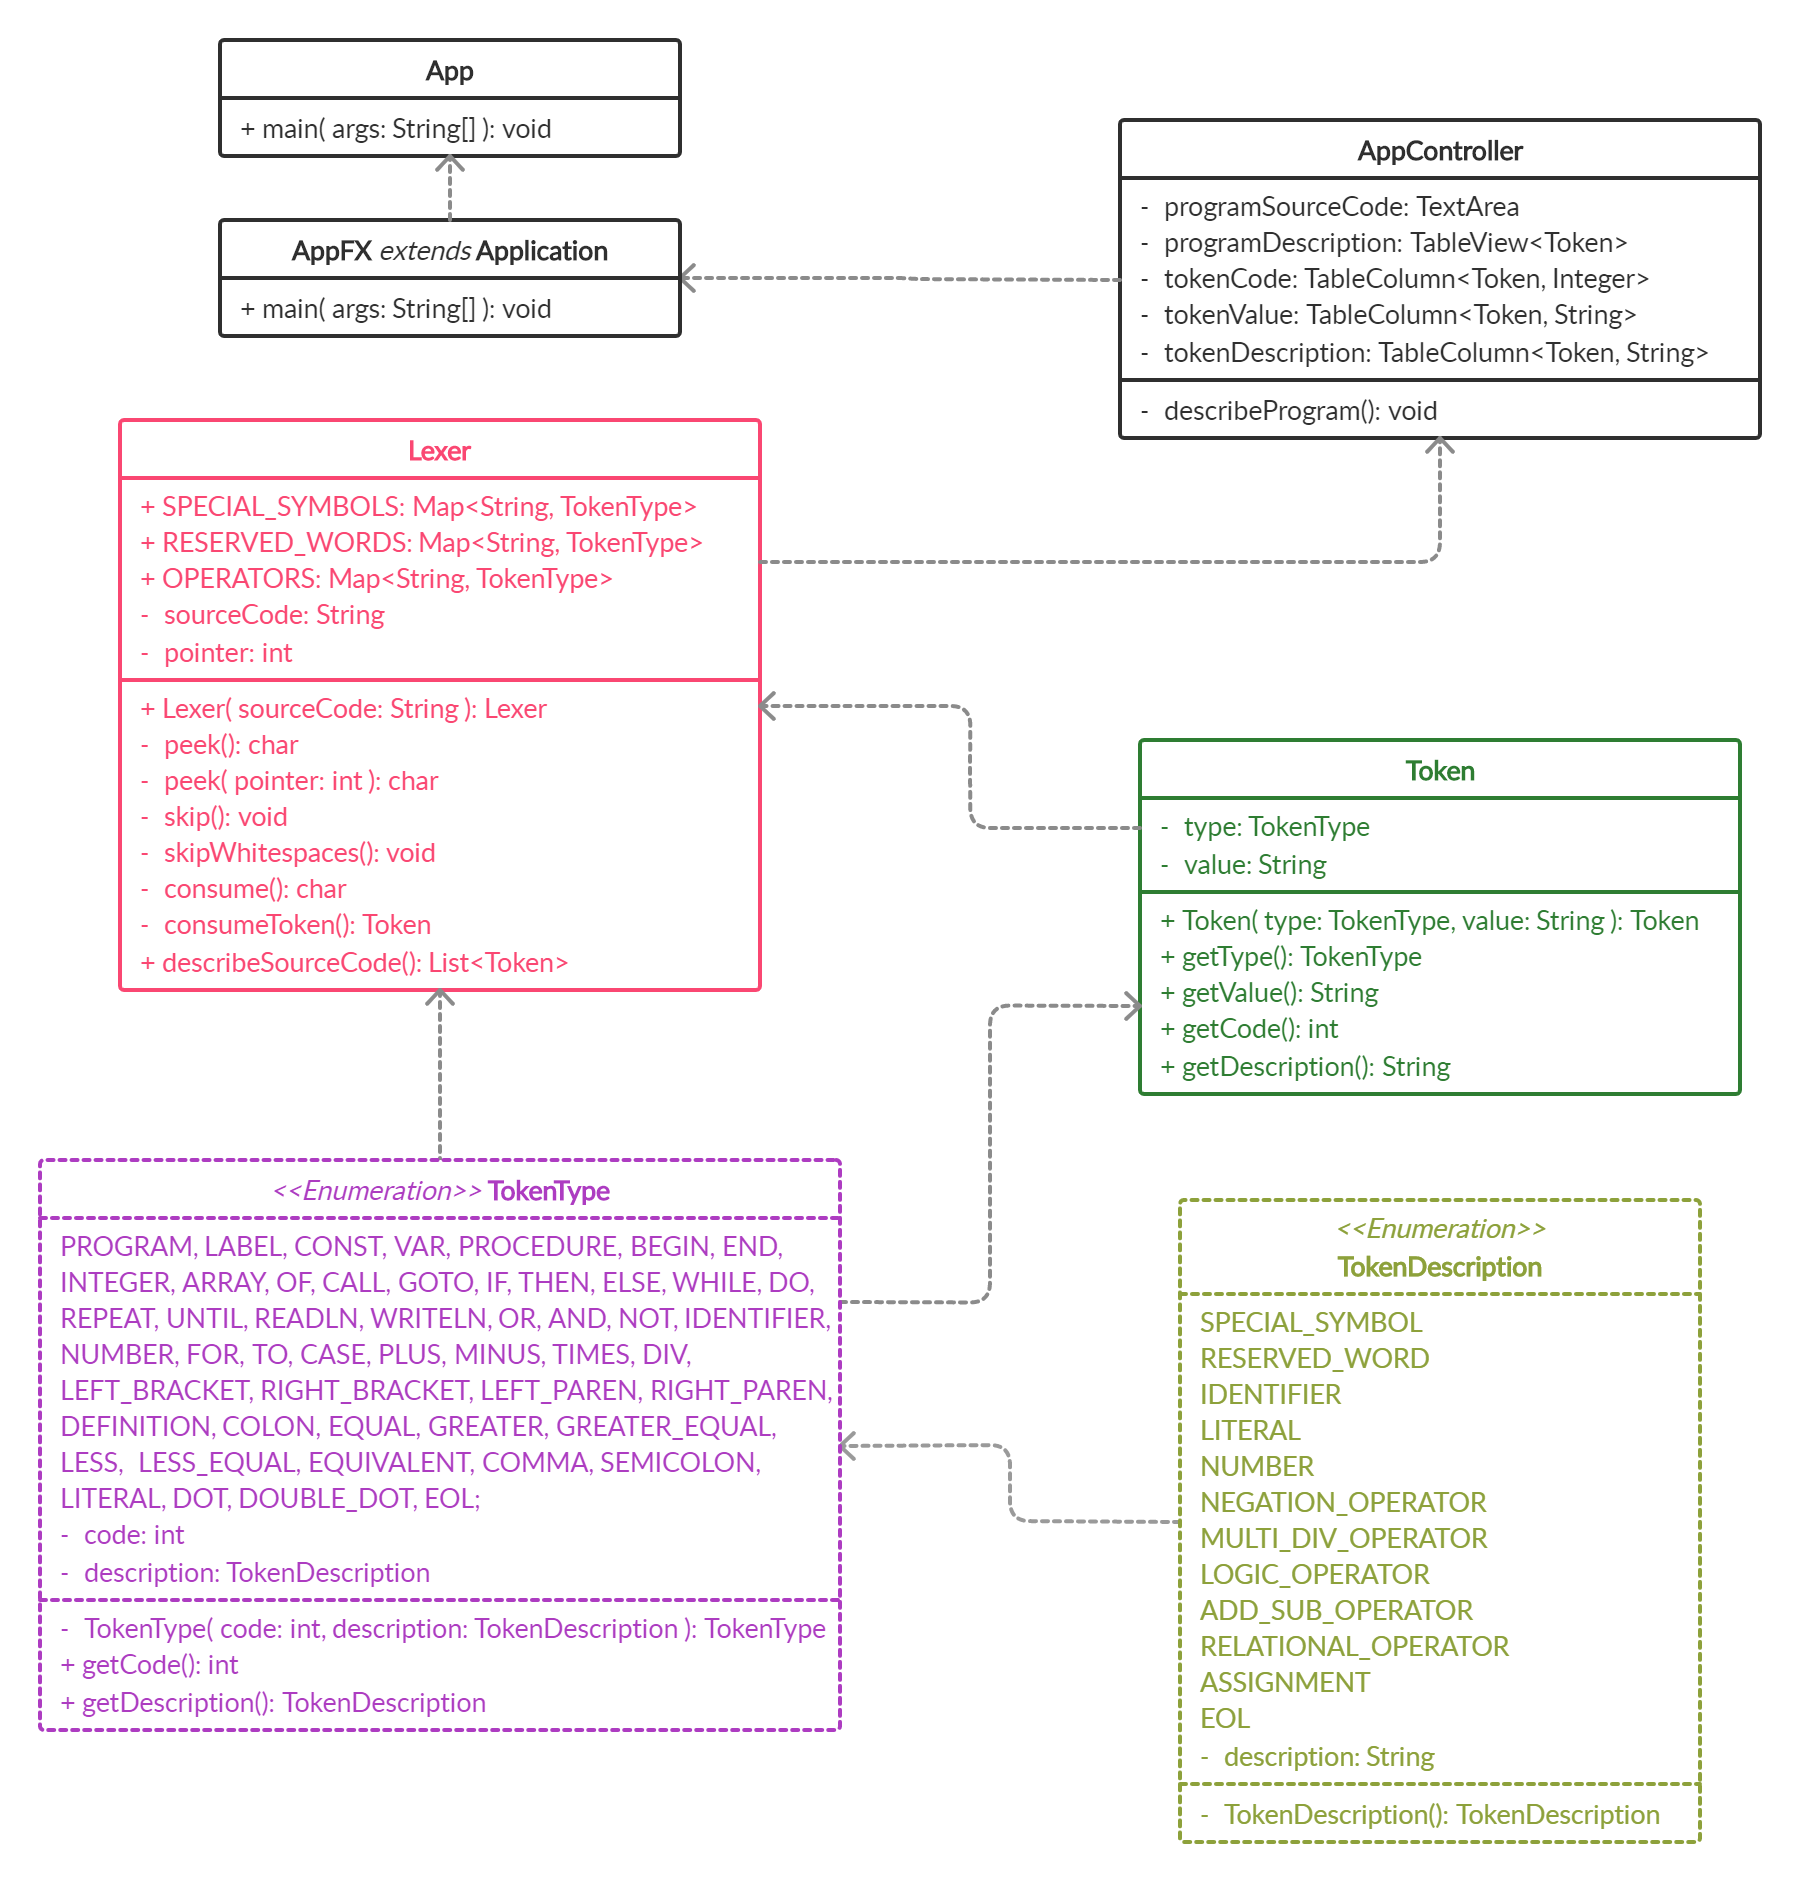 App
+ main( args: String[] ): void
AppFX extends Application
+ main( args: String[] ): void
AppController
- programSourceCode: TextArea
- programDescription: TableView<Token>
- tokenCode: TableColumn<Token, Integer>
- tokenValue: TableColumn<Token, String>
- tokenDescription: TableColumn<Token, String>
- describeProgram(): void
Lexer
+ SPECIAL_SYMBOLS: Map<String, TokenType>
+ RESERVED_WORDS: Map<String, TokenType>
+ OPERATORS: Map<String, TokenType>
- sourceCode: String
- pointer: int
+ Lexer( sourceCode: String ): Lexer
- peek(): char
- peek( pointer: int ): char
- skip(): void
- skipWhitespaces(): void
- consume(): char
- consumeToken(): Token
+ describeSourceCode(): List<Token>
Token
- type: TokenType
- value: String
+ Token( type: TokenType, value: String ): Token
+ getType(): TokenType
+ getValue(): String
+ getCode(): int
+ getDescription(): String
<<Enumeration>> TokenType
PROGRAM, LABEL, CONST, VAR, PROCEDURE, BEGIN, END,
INTEGER, ARRAY, OF, CALL, GOTO, IF, THEN, ELSE, WHILE, DO,
REPEAT, UNTIL, READLN, WRITELN, OR, AND, NOT, IDENTIFIER,
NUMBER, FOR, TO, CASE, PLUS, MINUS, TIMES, DIV,
LEFT_BRACKET, RIGHT_BRACKET, LEFT_PAREN, RIGHT_PAREN,
DEFINITION, COLON, EQUAL, GREATER, GREATER_EQUAL,
LESS, LESS_EQUAL, EQUIVALENT, COMMA, SEMICOLON,
LITERAL, DOT, DOUBLE_DOT, EOL;
- code: int
- description: TokenDescription
- TokenType( code: int, description: TokenDescription ): TokenType
+ getCode(): int
+ getDescription(): TokenDescription
<<Enumeration>>
TokenDescription
SPECIAL_SYMBOL
RESERVED_WORD
IDENTIFIER
LITERAL
NUMBER
NEGATION_OPERATOR
MULTI_DIV_OPERATOR
LOGIC_OPERATOR
ADD_SUB_OPERATOR
RELATIONAL_OPERATOR
ASSIGNMENT
EOL
- description: String
- TokenDescription(): TokenDescription